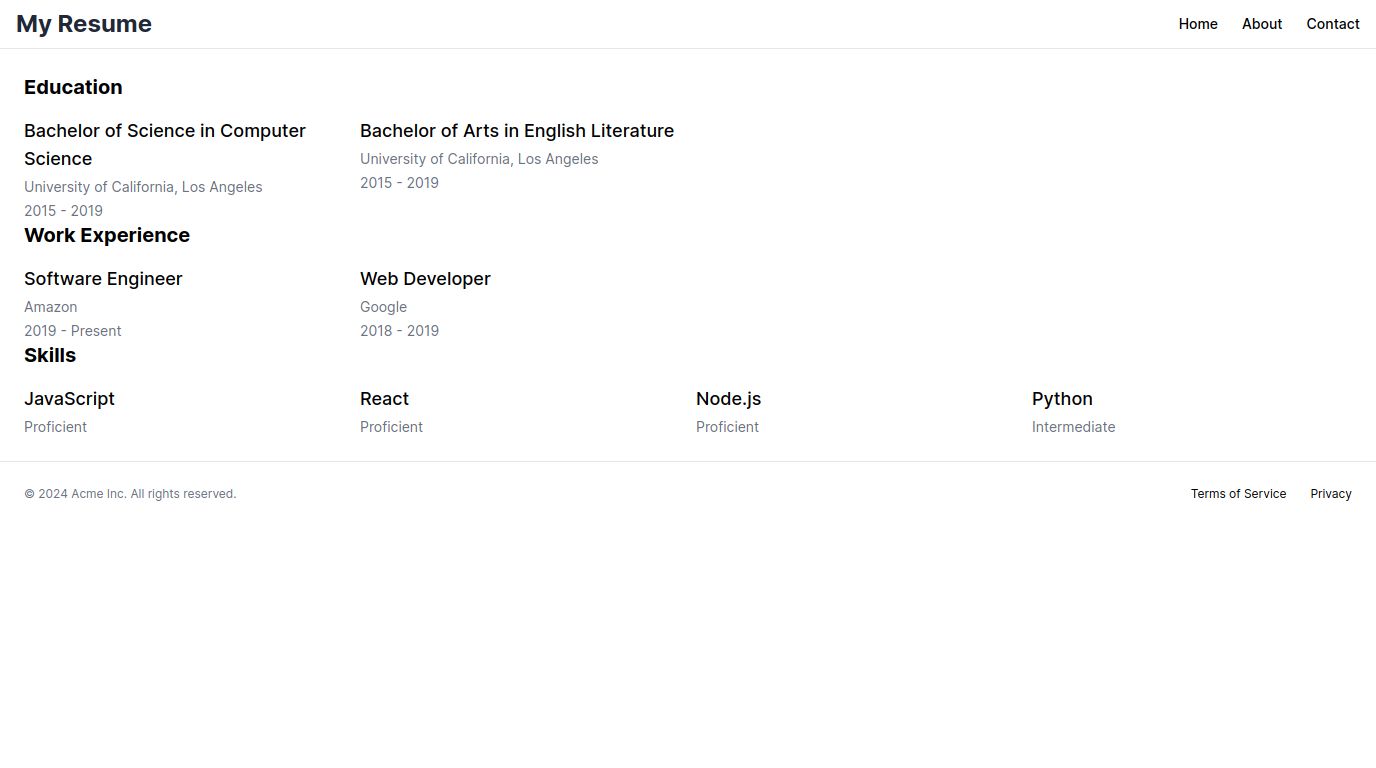 My Resume
Home About Contact
Education
Bachelor of Science in Computer
Science
University of California, Los Angeles
2015 - 2019
Bachelor of Arts in English Literature
University of California, Los Angeles
2015 - 2019
Work Experience
Software Engineer
Amazon
2019 - Present
Web Developer
Google
2018 - 2019
Skills
JavaScript
Proficient
React
Proficient
Node.js
Proficient
Python
Intermediate
© 2024 Acme Inc. All rights reserved.
Terms of Service Privacy